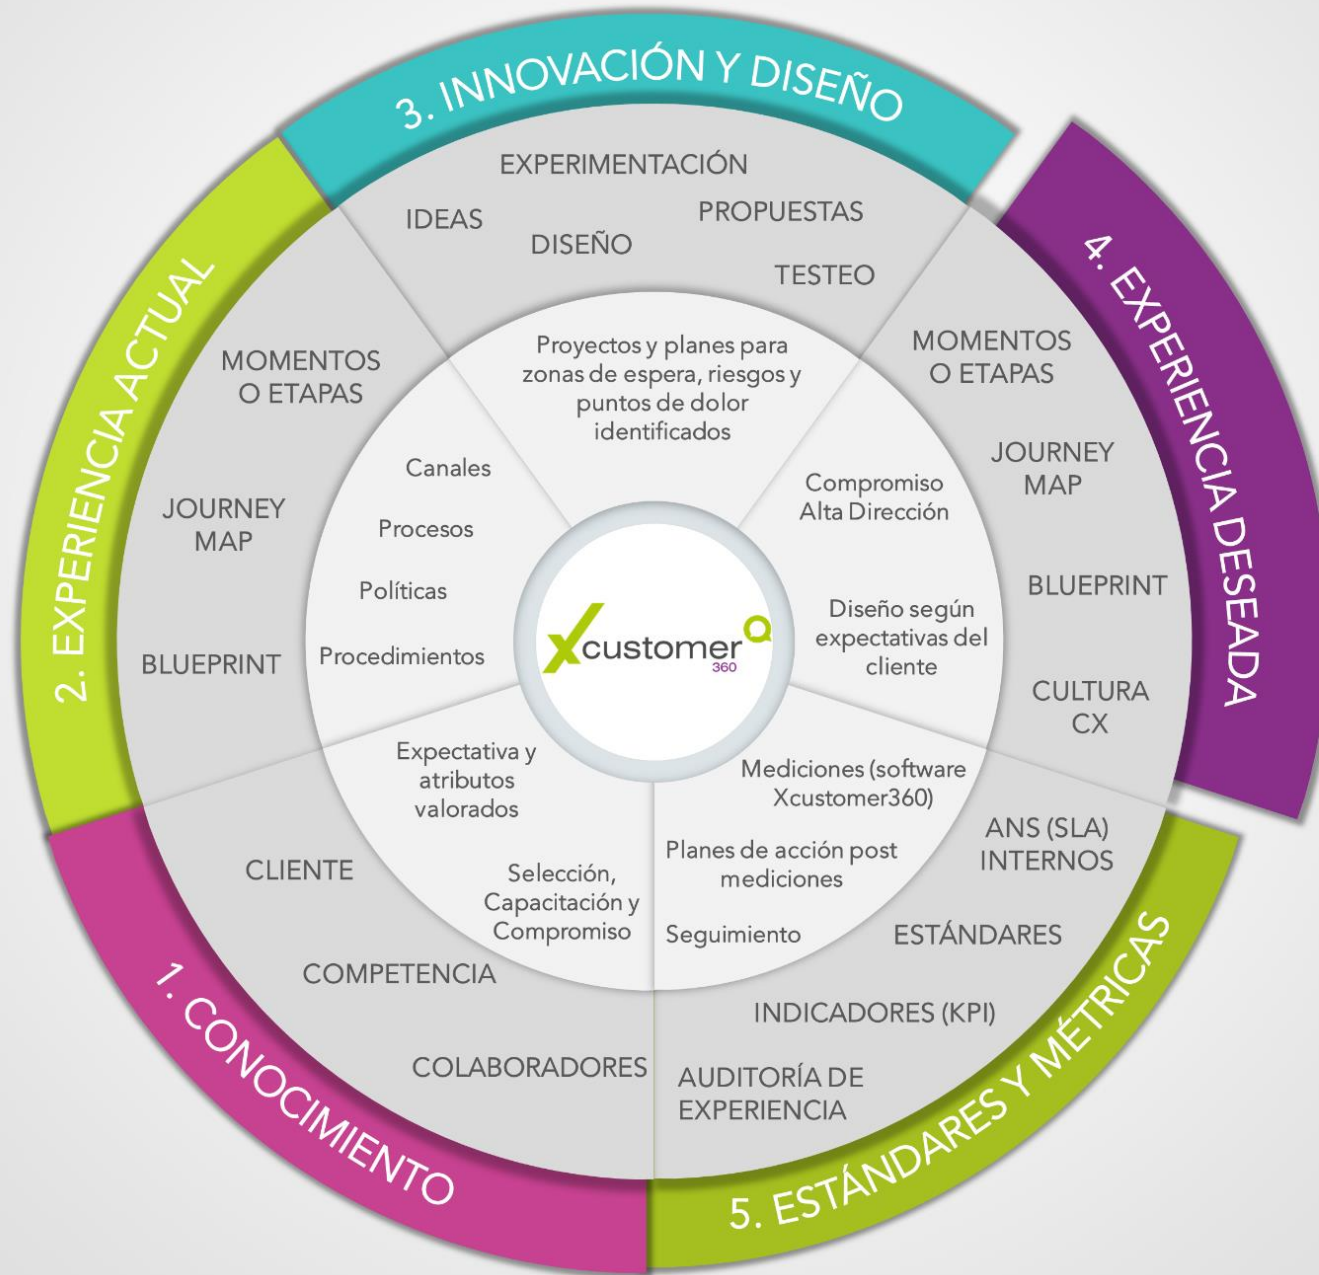 3. INNOVACIÓN Y DISEÑO
EXPERIMENTACIÓN
IDEAS
PROPUESTAS
DISEÑO
TESTEO
Proyectos y planes para
zonas de espera, riesgos y
puntos de dolor
identificados
4. EXPERIENCIA DESEADA
MOMENTOS
O ETAPAS
JOURNEY
MAP
BLUEPRINT
CULTURA
CX
Compromiso
Alta Dirección
Diseño según
expectativas del
cliente
2. EXPERIENCIA ACTUAL
MOMENTOS
O ETAPAS
JOURNEY
MAP
BLUEPRINT
Canales
Procesos
Políticas
Procedimientos
Xcustomer
360
1. CONOCIMIENTO
CLIENTE
COMPETENCIA
COLABORADORES
Expectativa y
atributos
valorados
Selección,
Capacitación y
Compromiso
5. ESTÁNDARES Y MÉTRICAS
Mediciones (software
Xcustomer360)
Planes de acción post
mediciones
Seguimiento
ANS (SLA)
INTERNOS
ESTÁNDARES
INDICADORES (KPI)
AUDITORÍA DE
EXPERIENCIA